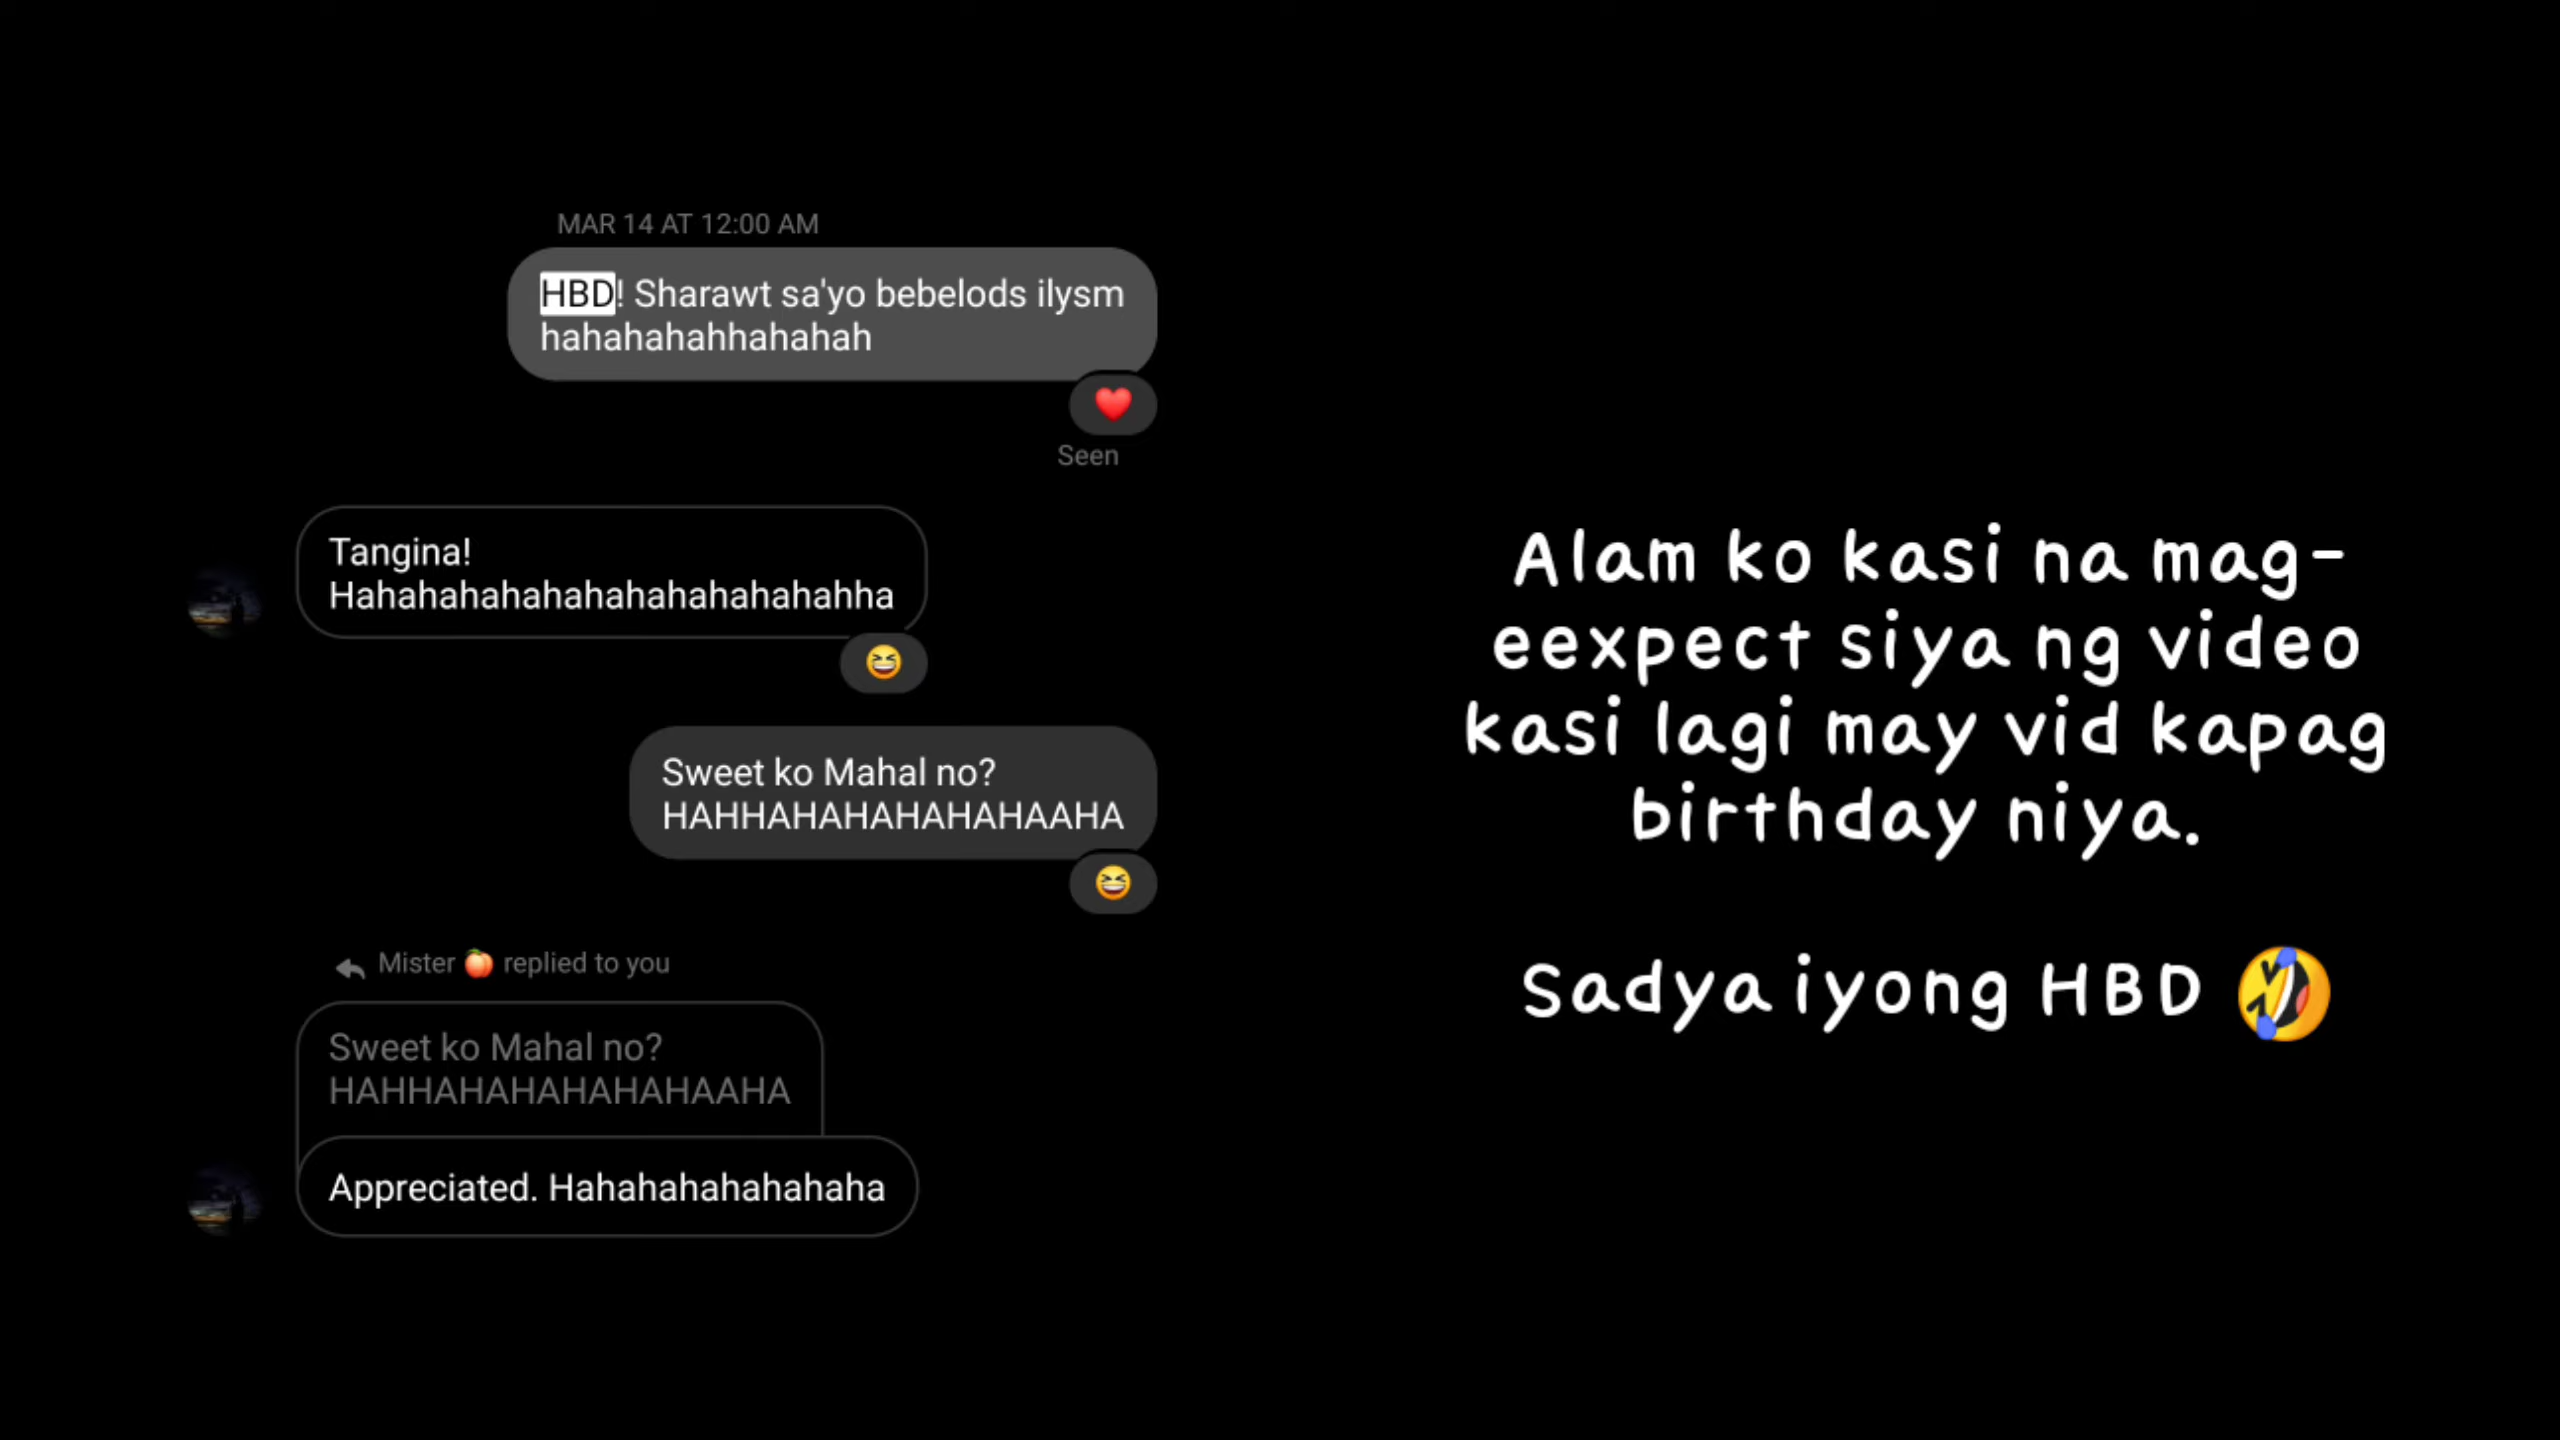 MAR 14 AT 12:00 AM
HBD! Sharawt sa'yo bebelods ilysm
hahahahahhahahah
Seen
Tangina!
Hahahahahahahahahahahahahha
Sweet ko Mahal no?
HAHHAHAHAHAHAHAAHA
Mister 🍑 replied to you
Sweet ko Mahal no?
HAHHAHAHAHAHAHAAHA
Appreciated. Hahahahahahahaha
Alam ko kasi na mag-
eexpect siya ng video
kasi lagi may vid kapag
birthday niya.
Sadya iyong HBD 🤣